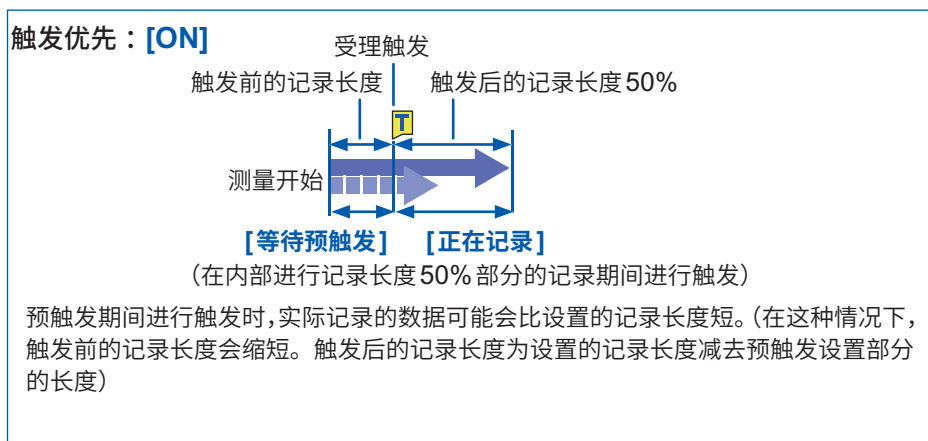 触发优先：[ON]
受理触发
触发前的记录长度
触发后的记录长度50%
T
测量开始
[等待预触发]
[正在记录]
（在内部进行记录长度50%部分的记录期间进行触发）
预触发期间进行触发时，实际记录的数据可能会比设置的记录长度短。（在这种情况下，
触发前的记录长度会缩短。触发后的记录长度为设置的记录长度减去预触发设置部分
的长度）